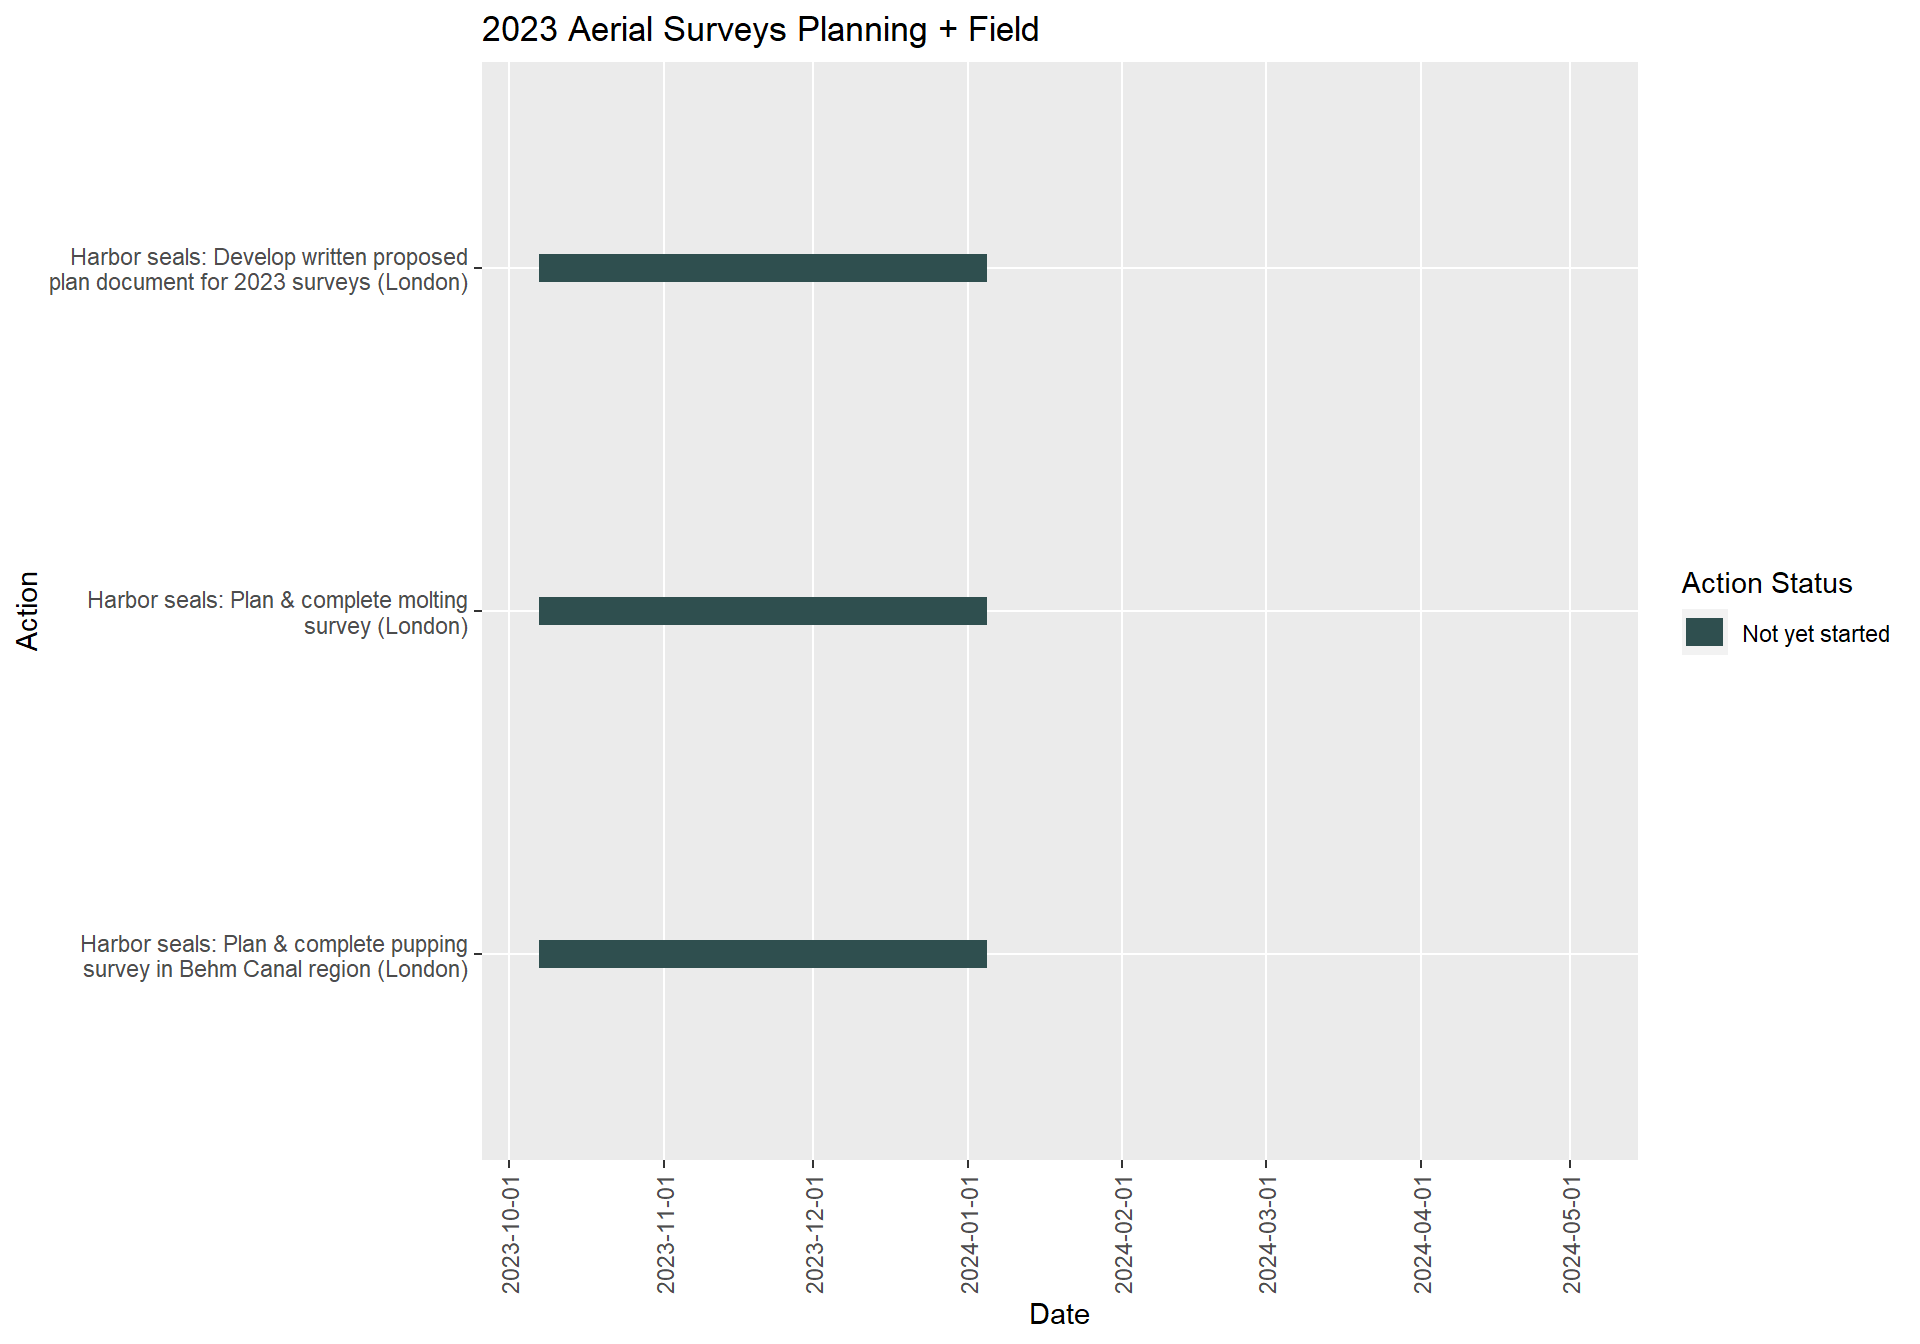 2023 Aerial Surveys Planning + Field
Action
Harbor seals: Develop written proposed
plan document for 2023 surveys (London)
Harbor seals: Plan & complete molting
survey (London)
Harbor seals: Plan & complete pupping
survey in Behm Canal region (London)
2023-10-01
2023-11-01
2023-12-01
2024-01-01
2024-02-01
2024-03-01
2024-04-01
2024-05-01
Date
Action Status
Not yet started